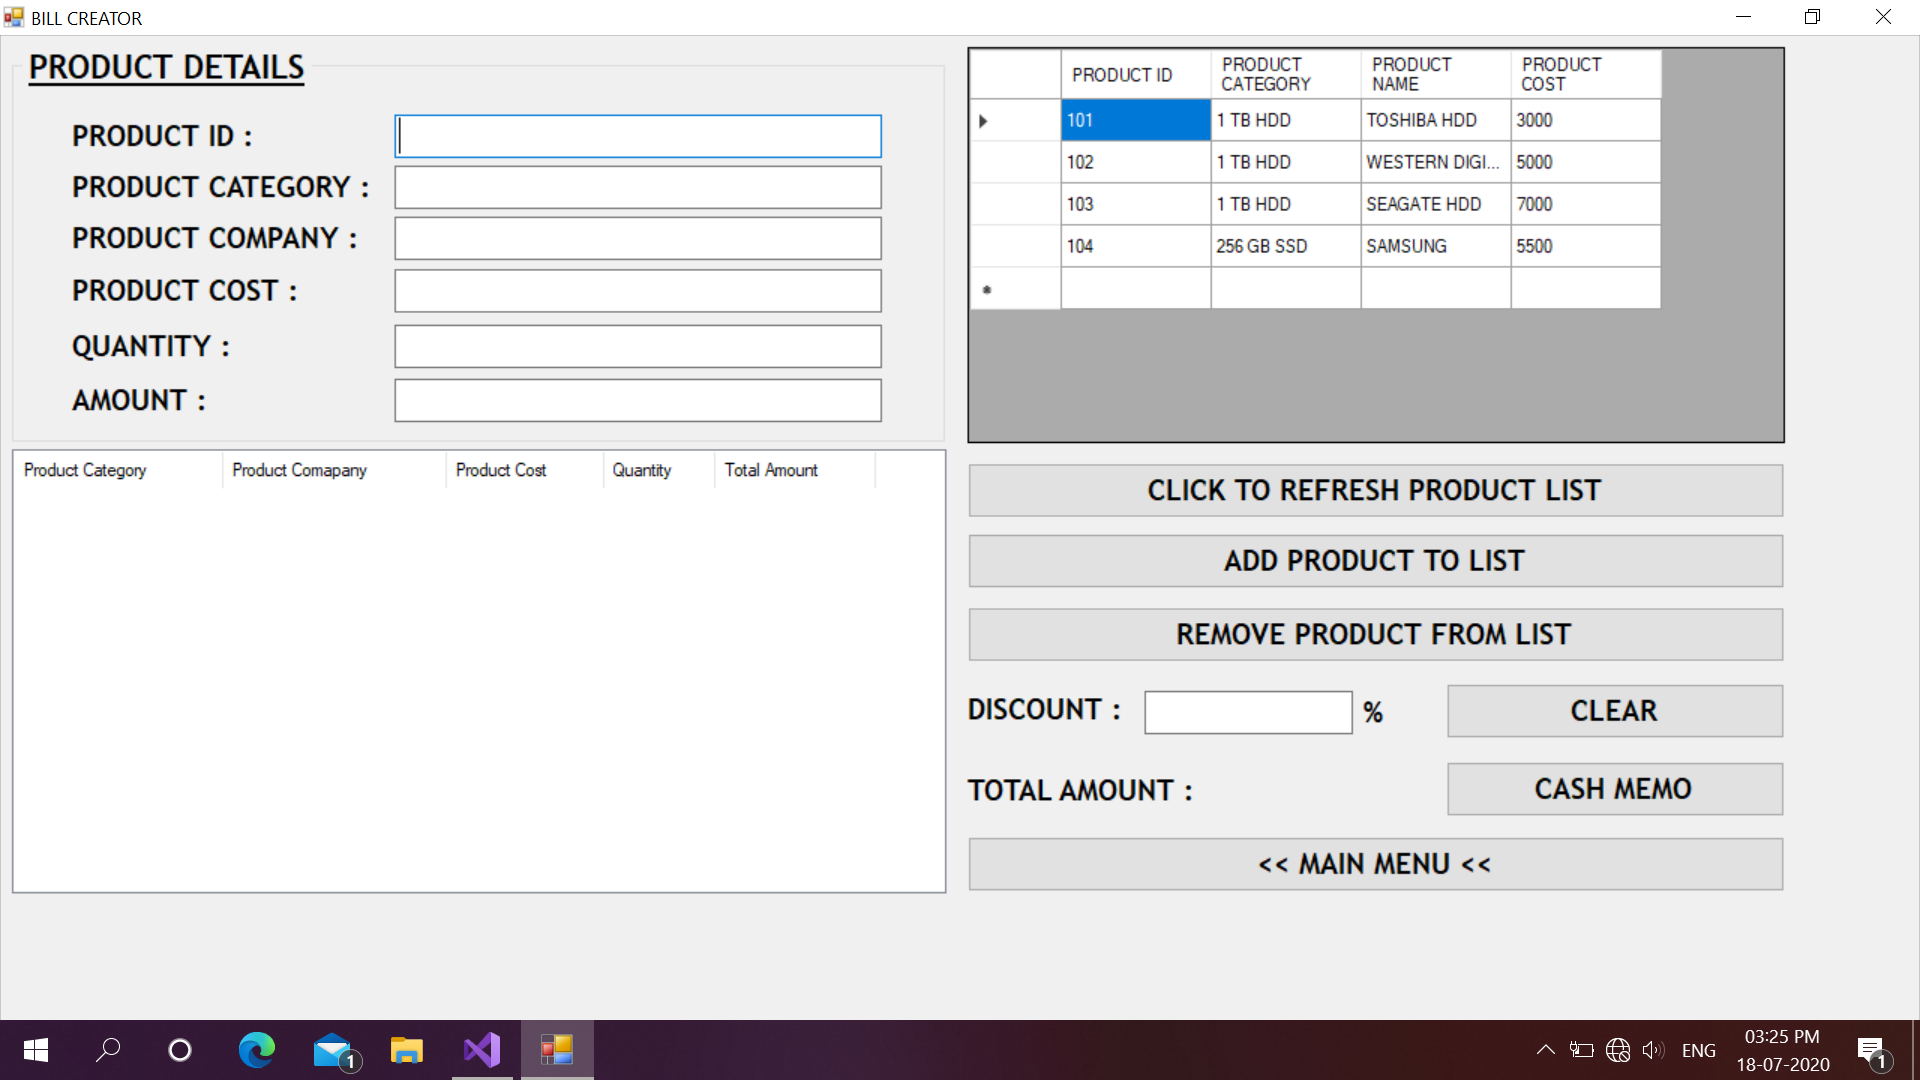 BILL CREATOR
PRODUCT DETAILS
PRODUCT ID :
PRODUCT CATEGORY :
PRODUCT COMPANY :
PRODUCT COST :
QUANTITY :
AMOUNT :
PRODUCT ID PRODUCT CATEGORY PRODUCT NAME PRODUCT COST
101 1 TB HDD TOSHIBA HDD 3000
102 1 TB HDD WESTERN DIGI... 5000
103 1 TB HDD SEAGATE HDD 7000
104 256 GB SSD SAMSUNG 5500
Product Category Product Comapany Product Cost Quantity Total Amount
CLICK TO REFRESH PRODUCT LIST
ADD PRODUCT TO LIST
REMOVE PRODUCT FROM LIST
DISCOUNT : %
CLEAR
TOTAL AMOUNT :
CASH MEMO
<< MAIN MENU <<
1
ENG
03:25 PM
18-07-2020
1